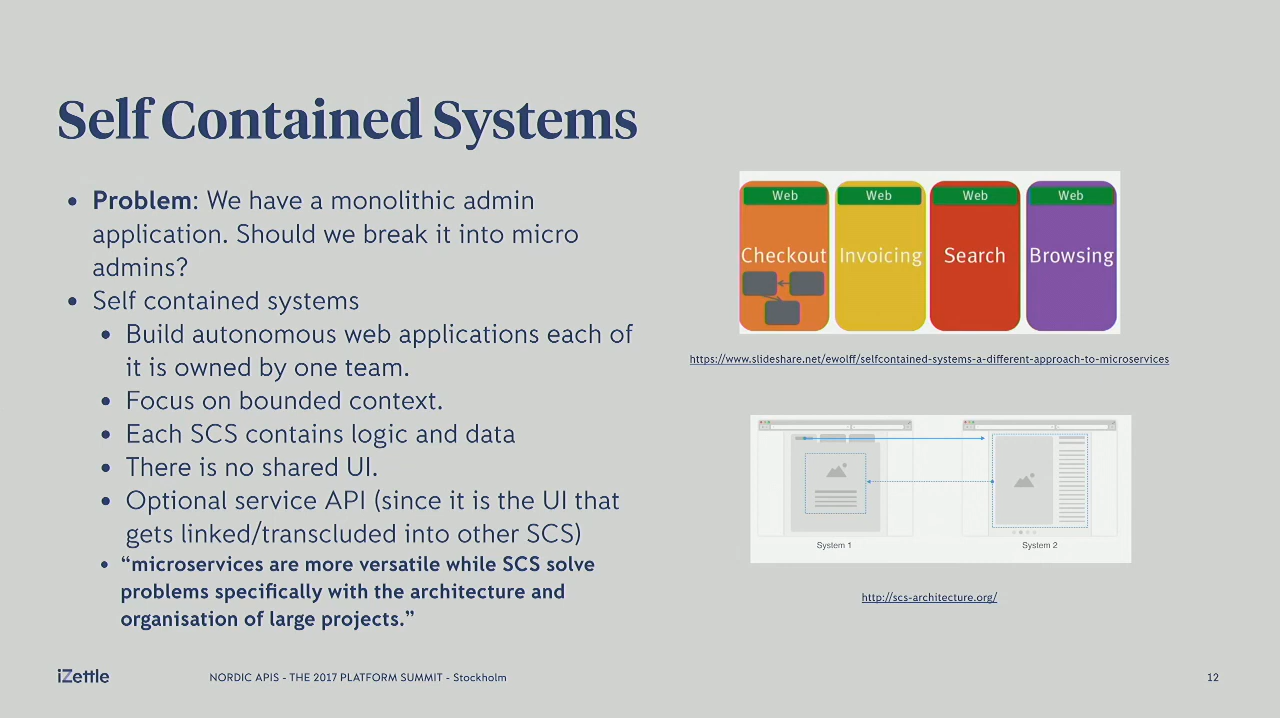 Self Contained Systems
• Problem: We have a monolithic admin
application. Should we break it into micro
admins?
• Self contained systems
• Build autonomous web applications each of
it is owned by one team.
• Focus on bounded context.
• Each SCS contains logic and data
• There is no shared UI.
• Optional service API (since it is the UI that
gets linked/transcluded into other SCS)
• “microservices are more versatile while SCS solve
problems specifically with the architecture and
organisation of large projects.”
Web Web Web Web
Checkout Invoicing Search Browsing
https://www.slideshare.net/ewolff/selfcontained-systems-a-different-approach-to-microservices
System 1 System 2
http://scs-architecture.org/
iZettle NORDIC APIS - THE 2017 PLATFORM SUMMIT - Stockholm 12